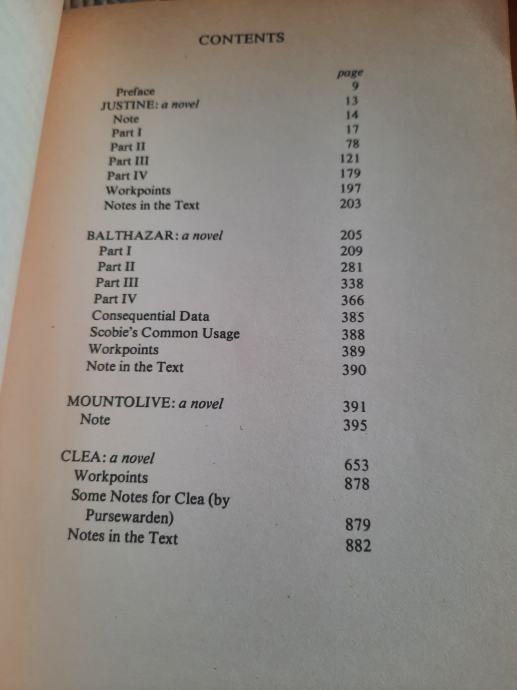 CONTENTS
page
Preface 9
JUSTINE: a novel 13
Note 14
Part I 17
Part II 78
Part III 121
Part IV 179
Workpoints 197
Notes in the Text 203
BALTHAZAR: a novel 205
Part I 209
Part II 281
Part III 338
Part IV 366
Consequential Data 385
Scobie's Common Usage 388
Workpoints 389
Note in the Text 390
MOUNTOLIVE: a novel 391
Note 395
CLEA: a novel 653
Workpoints 878
Some Notes for Clea (by
Pursewarden) 879
Notes in the Text 882